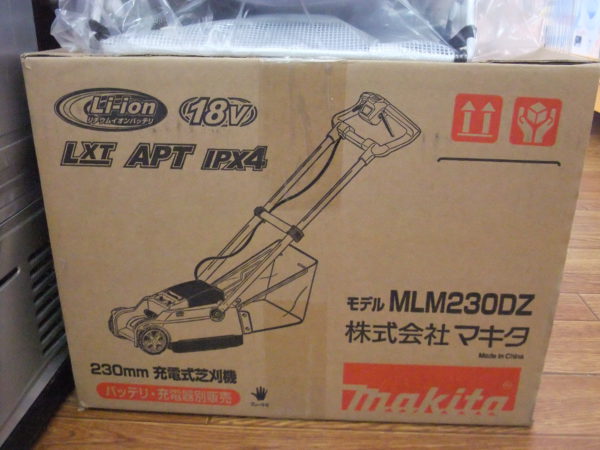 Li-ion
リチウムイオンバッテリ
18V
LXT APT IPX4
モデル MLM230DZ
株式会社 マキタ
Made in China
230mm 充電式芝刈機
バッテリ・充電器別販売
makita